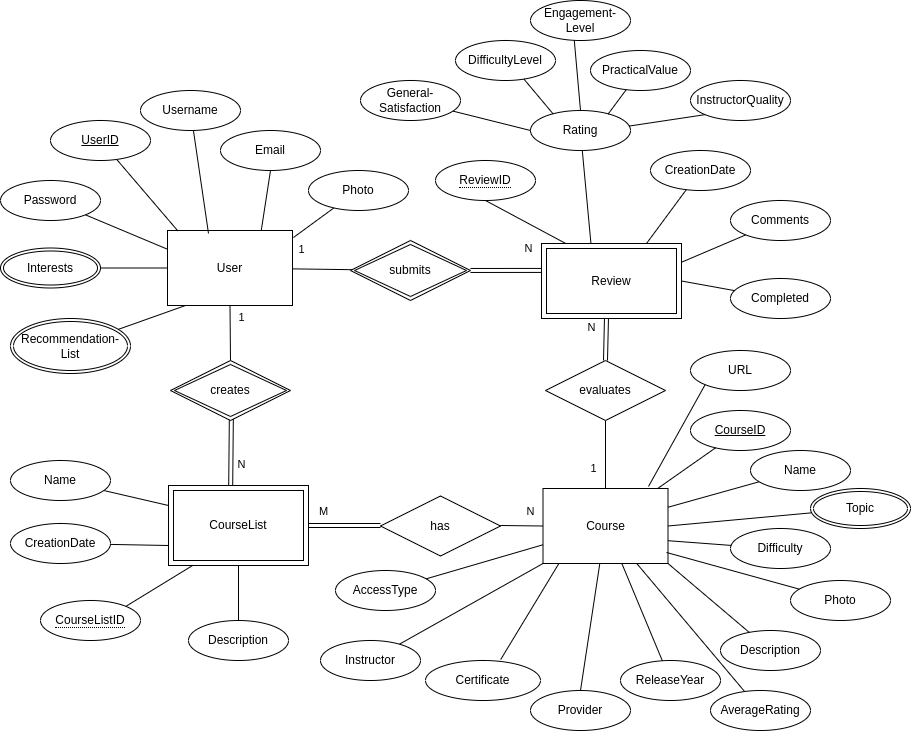 Engagement-
Level
DifficultyLevel
PracticalValue
General-
Satisfaction
InstructorQuality
Username
Rating
UserID
Email
CreationDate
ReviewID
Photo
Password
Comments
1
N
Interests
User
submits
Review
Completed
1
N
Recommendation-
List
URL
creates
evaluates
CourseID
N
1
Name
Name
Topic
M
N
CourseList
has
Course
CreationDate
Difficulty
AccessType
Photo
CourseListID
Description
Description
Instructor
Certificate
ReleaseYear
Provider
AverageRating